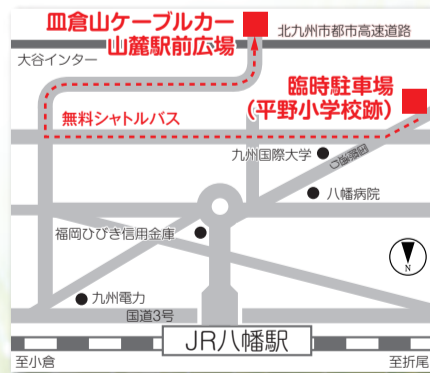 皿倉山ケーブルカー
山麓駅前広場
北九州市都市高速道路
大谷インター
臨時駐車場
(平野小学校跡)
無料シャトルバス
九州国際大学
八幡病院
福岡ひびき信用金庫
N
九州電力
国道3号
JR八幡駅
至小倉
至折尾